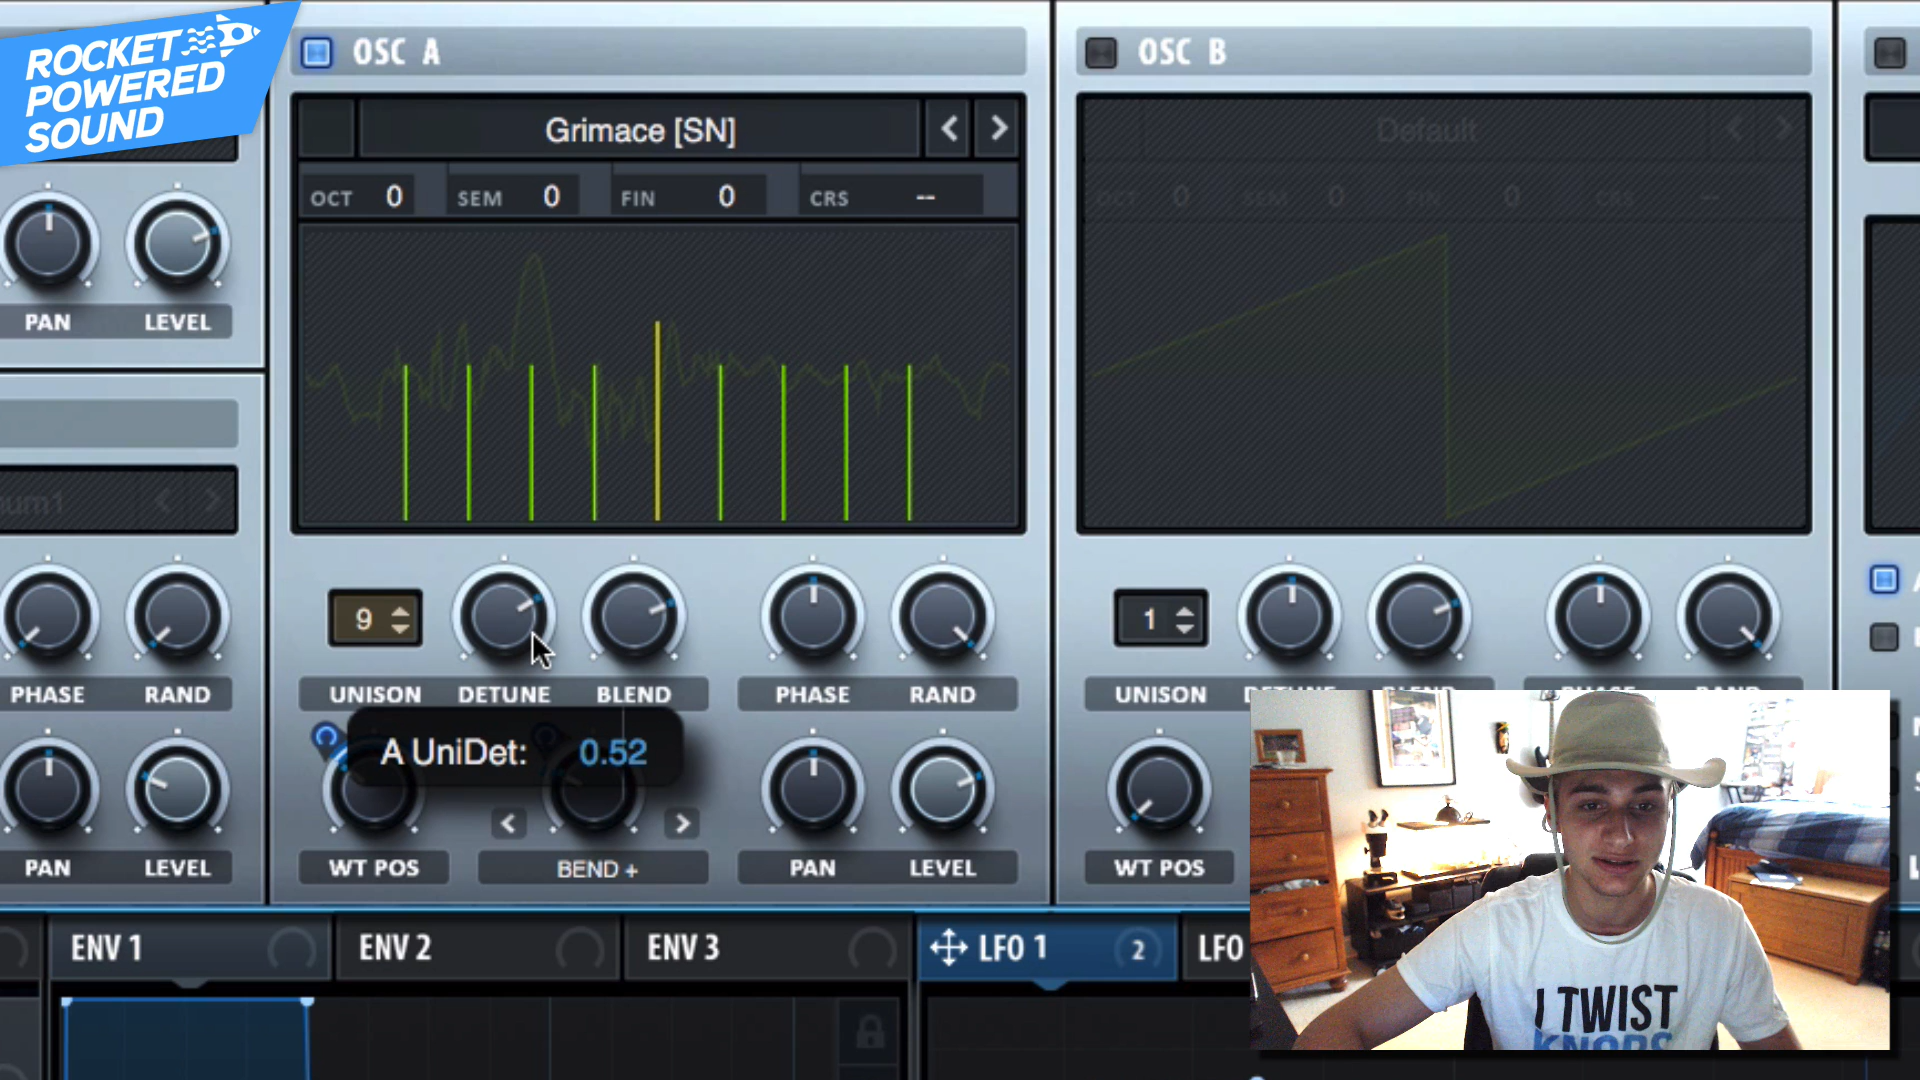 ROCKET
POWERED
SOUND
OSC A
OSC B
Grimace [SN]
Default
OCT 0 SEM 0 FIN 0 CRS --
PAN LEVEL
PHASE RAND
UNISON DETUNE BLEND PHASE RAND
9
1
UNISON
A UniDet: 0.52
PAN LEVEL
WT POS BEND + PAN LEVEL
WT POS
ENV 1 ENV 2 ENV 3 LFO 1 2 LFO
I TWIST
KNOBS